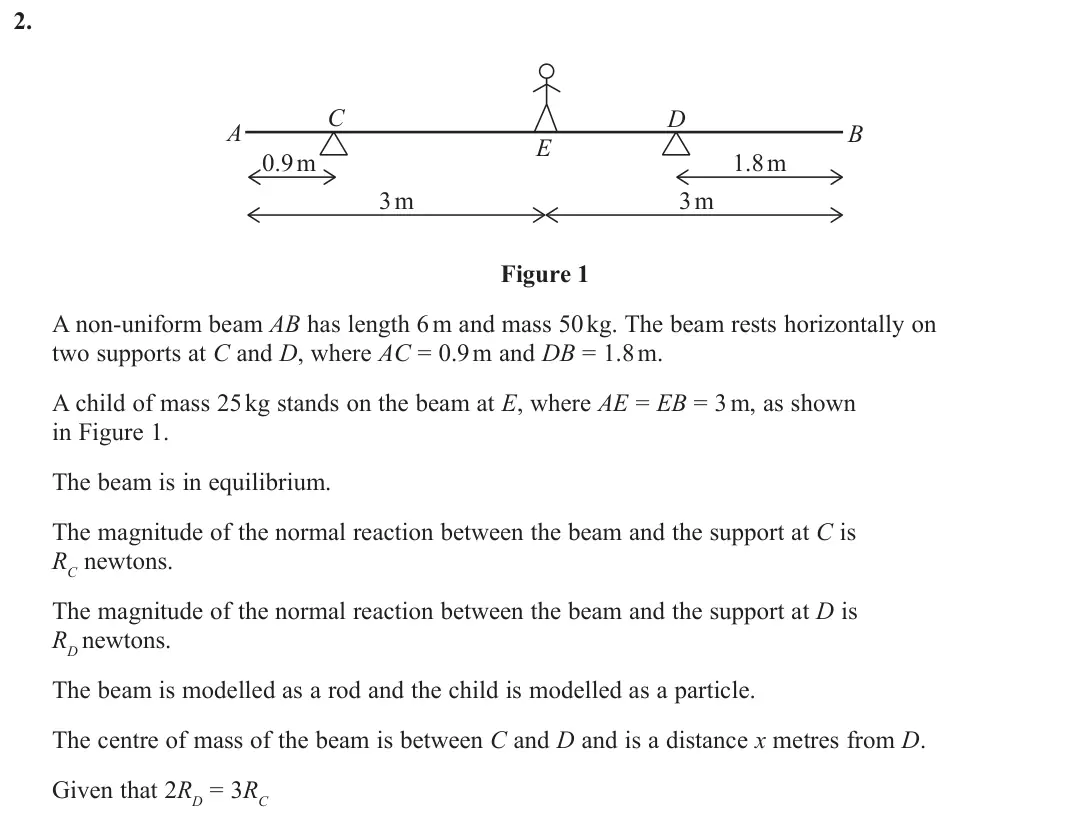 2.
A
C
E
D
B
0.9 m
1.8 m
3 m
3 m
Figure 1
A non-uniform beam AB has length 6 m and mass 50 kg. The beam rests horizontally on
two supports at C and D, where AC = 0.9 m and DB = 1.8 m.
A child of mass 25 kg stands on the beam at E, where AE = EB = 3 m, as shown
in Figure 1.
The beam is in equilibrium.
The magnitude of the normal reaction between the beam and the support at C is
R_C newtons.
The magnitude of the normal reaction between the beam and the support at D is
R_D newtons.
The beam is modelled as a rod and the child is modelled as a particle.
The centre of mass of the beam is between C and D and is a distance x metres from D.
Given that 2R_D = 3R_C